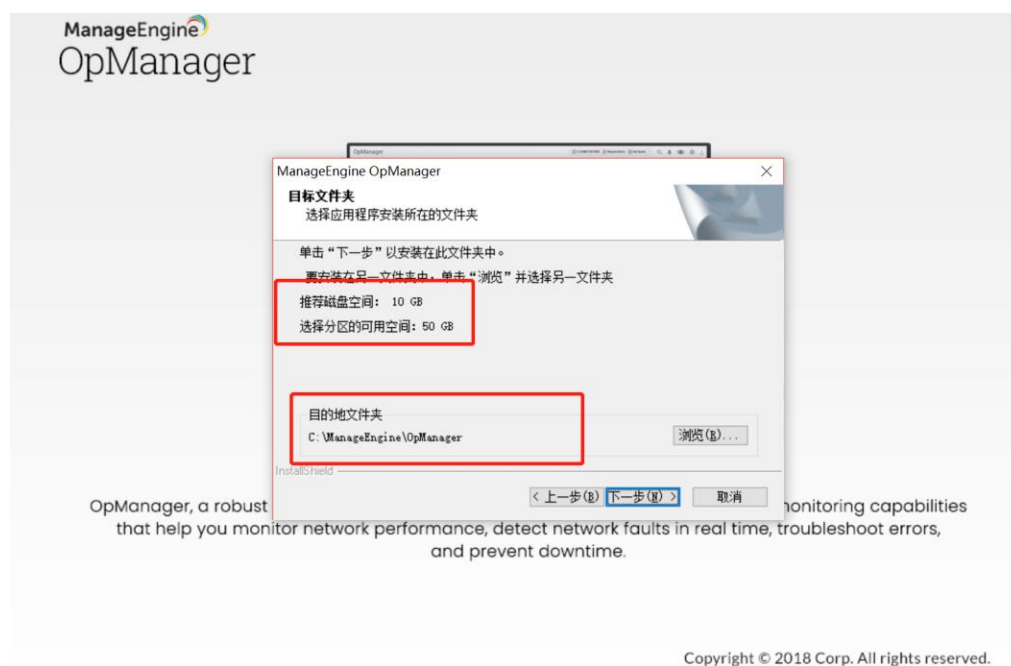 ManageEngine
OpManager
OpManager
ManageEngine OpManager
目标文件夹
选择应用程序安装所在的文件夹
单击“下一步”以安装在此文件夹中。
要安装在另一文件夹中，单击“浏览”并选择另一文件夹
推荐磁盘空间： 10 GB
选择分区的可用空间：50 GB
目的地文件夹
C:\ManageEngine\OpManager
浏览(R)...
InstallShield
< 上一步(B) 下一步(N) > 取消
OpManager, a robust monitoring capabilities
that help you monitor network performance, detect network faults in real time, troubleshoot errors,
and prevent downtime.
Copyright © 2018 Corp. All rights reserved.